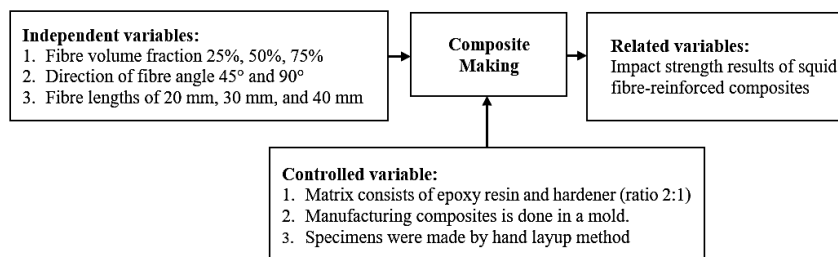 Independent variables:
1. Fibre volume fraction 25%, 50%, 75%
2. Direction of fibre angle 45° and 90°
3. Fibre lengths of 20 mm, 30 mm, and 40 mm
Composite
Making
Related variables:
Impact strength results of squid
fibre-reinforced composites
Controlled variable:
1. Matrix consists of epoxy resin and hardener (ratio 2:1)
2. Manufacturing composites is done in a mold.
3. Specimens were made by hand layup method